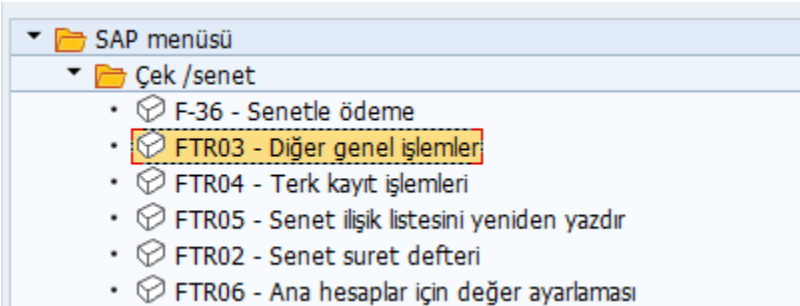 SAP menüsü
Çek /senet
F-36 - Senetle ödeme
FTR03 - Diğer genel işlemler
FTR04 - Terk kayıt işlemleri
FTR05 - Senet ilişik listesini yeniden yazdır
FTR02 - Senet suret defteri
FTR06 - Ana hesaplar için değer ayarlaması